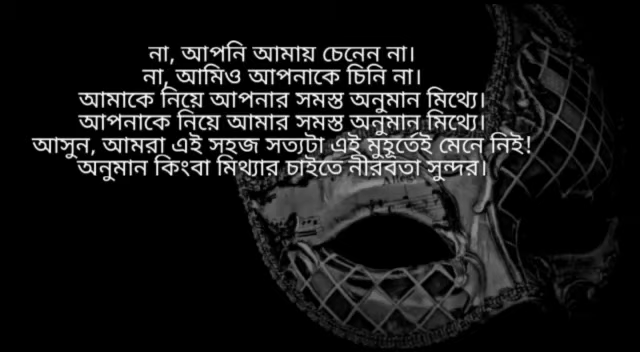 না, আপনি আমায় চেনেন না।
না, আমিও আপনাকে চিনি না।
আমাকে নিয়ে আপনার সমস্ত অনুমান মিথ্যে।
আপনাকে নিয়ে আমার সমস্ত অনুমান মিথ্যে।
আসুন, আমরা এই সহজ সত্যটা এই মুহূর্তেই মেনে নিই!
অনুমান কিংবা মিথ্যার চাইতে নীরবতা সুন্দর।